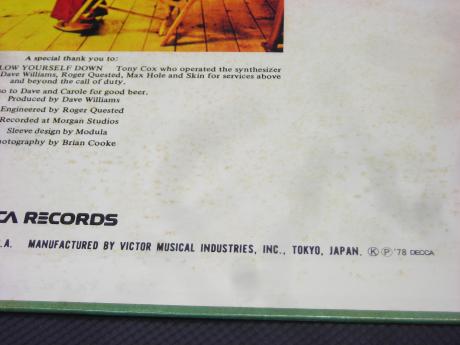 A special thank you to:
LOW YOURSELF DOWN Tony Cox who operated the synthesizer
Dave Williams, Roger Quested, Max Hole and Skin for services above
and beyond the call of duty.
so to Dave and Carole for good beer.
Produced by Dave Williams
Engineered by Roger Quested
Recorded at Morgan Studios
Sleeve design by Modula
hotography by Brian Cooke
CA RECORDS
.A. MANUFACTURED BY VICTOR MUSICAL INDUSTRIES, INC., TOKYO, JAPAN. Ⓚ Ⓟ '78 DECCA